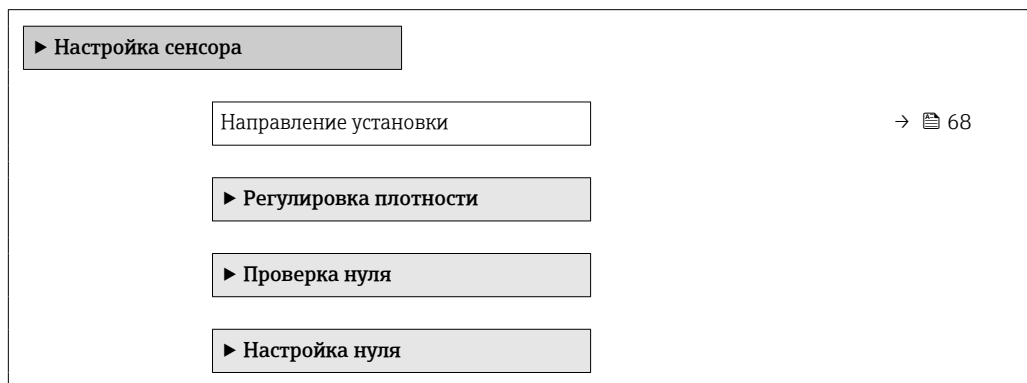 ▶ Настройка сенсора
Направление установки → 68
▶ Регулировка плотности
▶ Проверка нуля
▶ Настройка нуля